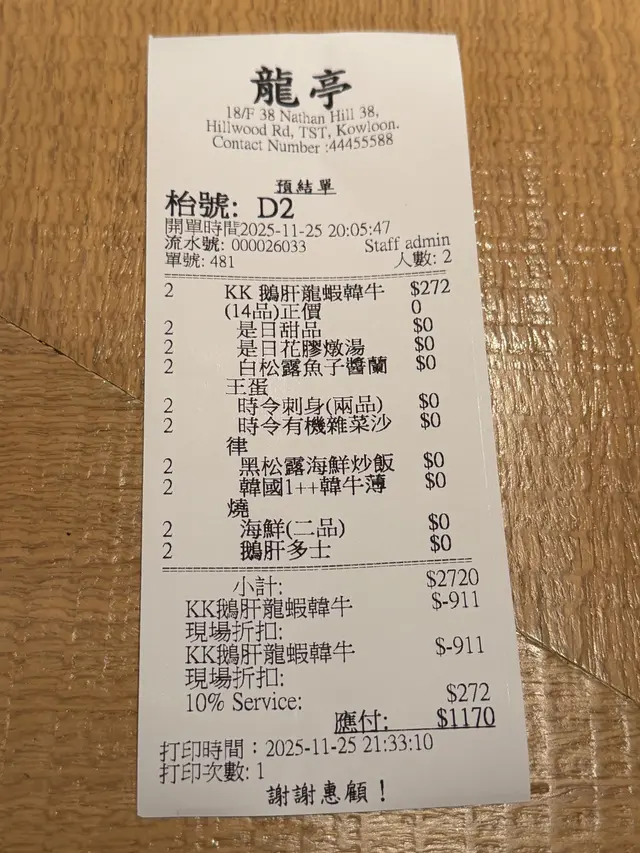 龍亭
18/F 38 Nathan Hill 38,
Hillwood Rd, TST, Kowloon.
Contact Number :44455588
預結單
枱號: D2
開單時間2025-11-25 20:05:47
流水號: 000026033 Staff admin
單號: 481 人數: 2
2 KK 鵝肝龍蝦韓牛 $272
(14品)正價 0
2 是日甜品 $0
2 是日花膠燉湯 $0
2 白松露魚子醬蘭 $0
王蛋
2 時令刺身(兩品) $0
2 時令有機雜菜沙 $0
律
2 黑松露海鮮炒飯 $0
2 韓國1++韓牛薄 $0
燒
2 海鮮(二品) $0
2 鵝肝多士 $0
小計: $2720
KK鵝肝龍蝦韓牛 $-911
現場折扣:
KK鵝肝龍蝦韓牛 $-911
現場折扣:
10% Service: $272
應付: $1170
打印時間：2025-11-25 21:33:10
打印次數: 1
謝謝惠顧！